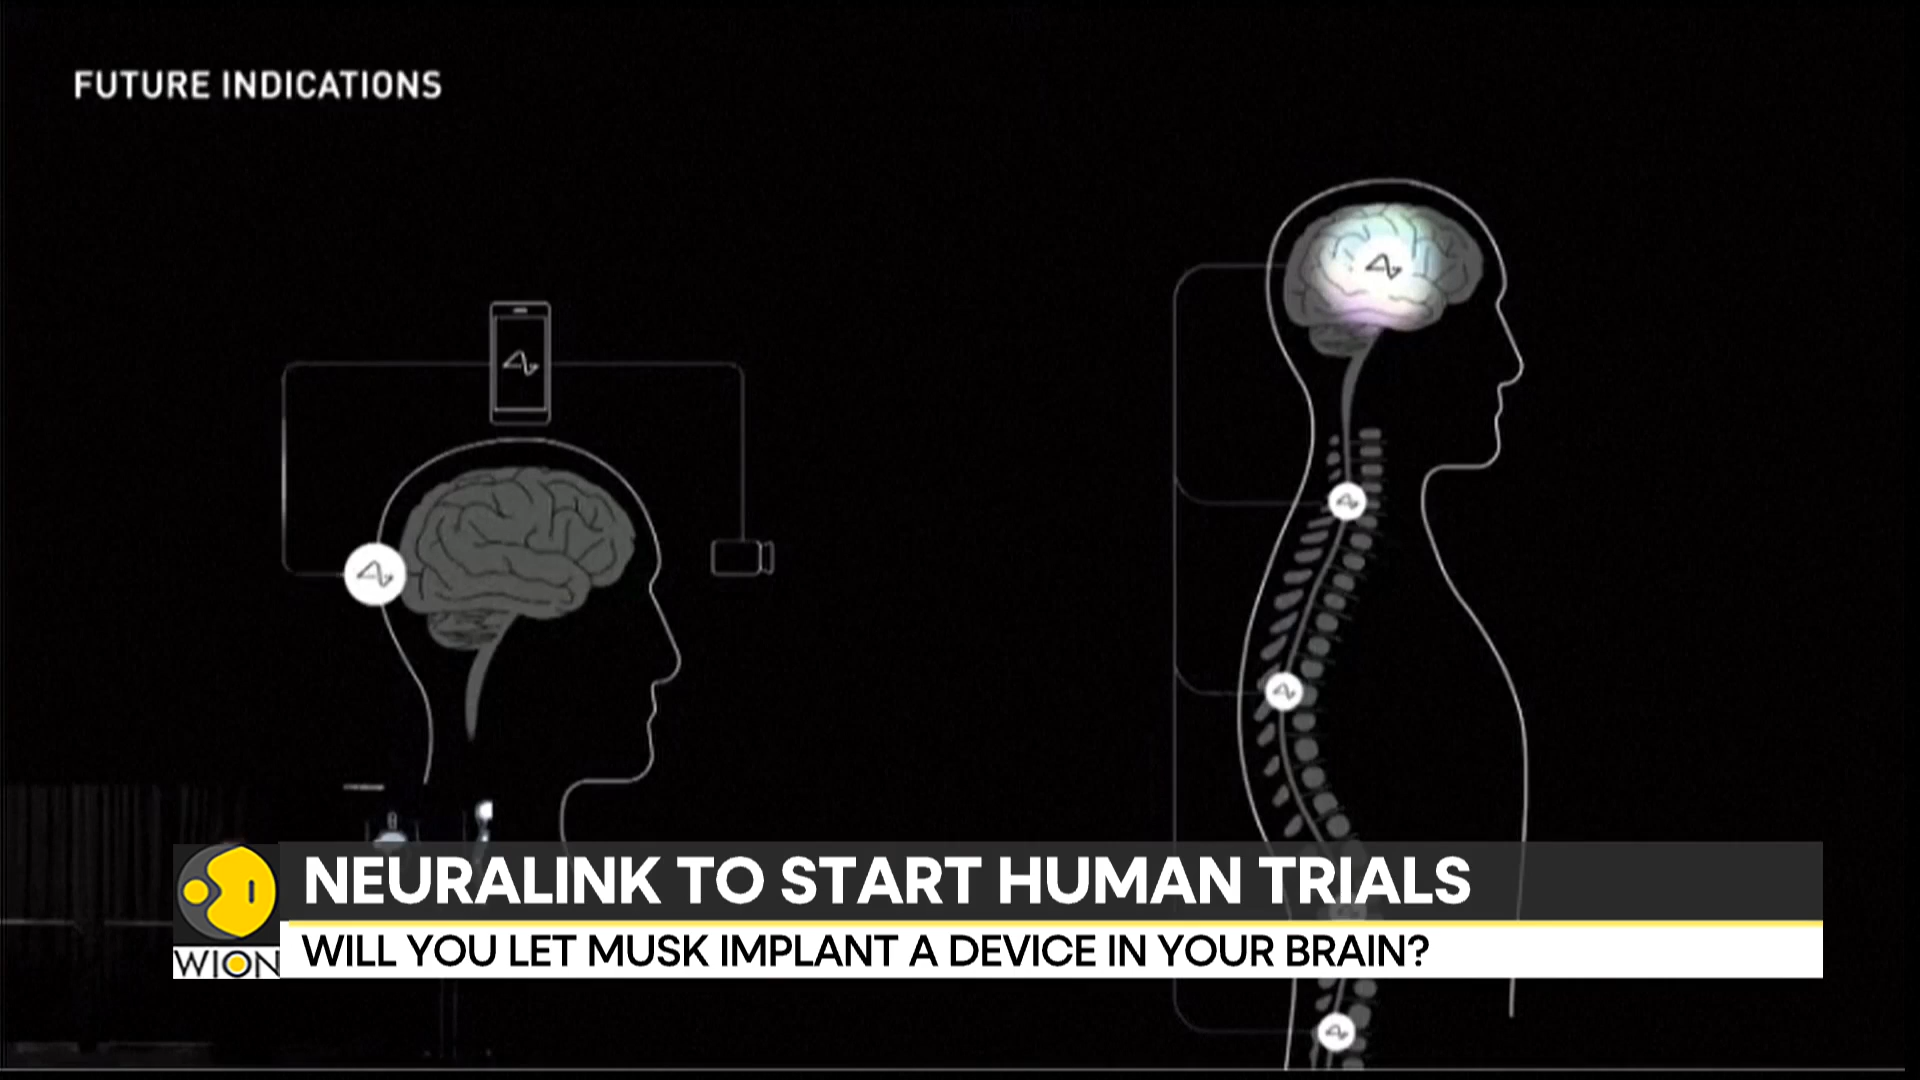 FUTURE INDICATIONS
NEURALINK TO START HUMAN TRIALS
WILL YOU LET MUSK IMPLANT A DEVICE IN YOUR BRAIN?
WION